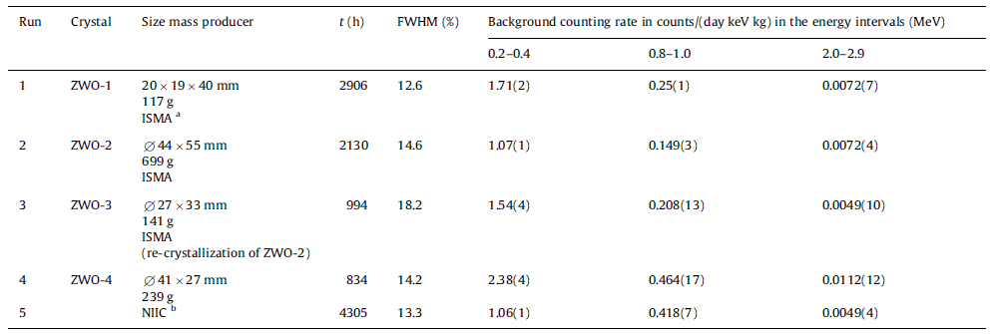 Run Crystal Size mass producer t (h) FWHM (%) Background counting rate in counts/(day keV kg) in the energy intervals (MeV)
0.2–0.4 0.8–1.0 2.0–2.9
1 ZWO-1 20 × 19 × 40 mm 2906 12.6 1.71(2) 0.25(1) 0.0072(7)
117 g
ISMA a
2 ZWO-2 ∅44 × 55 mm 2130 14.6 1.07(1) 0.149(3) 0.0072(4)
699 g
ISMA
3 ZWO-3 ∅27 × 33 mm 994 18.2 1.54(4) 0.208(13) 0.0049(10)
141 g
ISMA
(re-crystallization of ZWO-2)
4 ZWO-4 ∅41 × 27 mm 834 14.2 2.38(4) 0.464(17) 0.0112(12)
239 g
5 NIIC b 4305 13.3 1.06(1) 0.418(7) 0.0049(4)